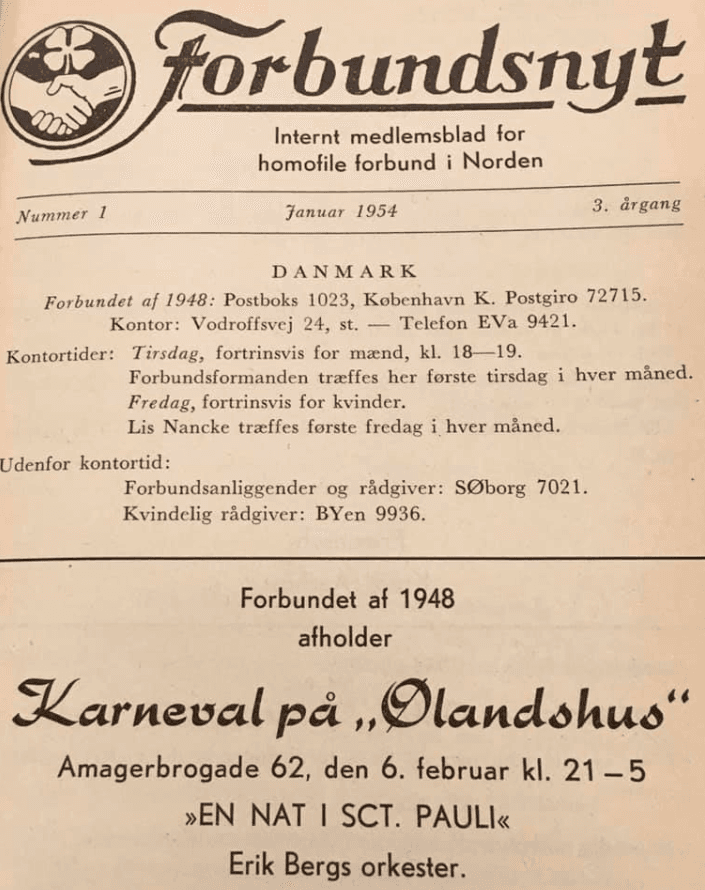 Forbundsnyt
Internt medlemsblad for
homofile forbund i Norden
Nummer 1 Januar 1954 3. årgang
DANMARK
Forbundet af 1948: Postboks 1023, København K. Postgiro 72715.
Kontor: Vodroffsvej 24, st. — Telefon EVa 9421.
Kontortider: Tirsdag, fortrinsvis for mænd, kl. 18—19.
Forbundsformanden træffes her første tirsdag i hver måned.
Fredag, fortrinsvis for kvinder.
Lis Nancke træffes første fredag i hver måned.
Udenfor kontortid:
Forbundsanliggender og rådgiver: SØborg 7021.
Kvindelig rådgiver: BYen 9936.
Forbundet af 1948
afholder
Karneval på „Ølandshus“
Amagerbrogade 62, den 6. februar kl. 21 – 5
»EN NAT I SCT. PAULI«
Erik Bergs orkester.